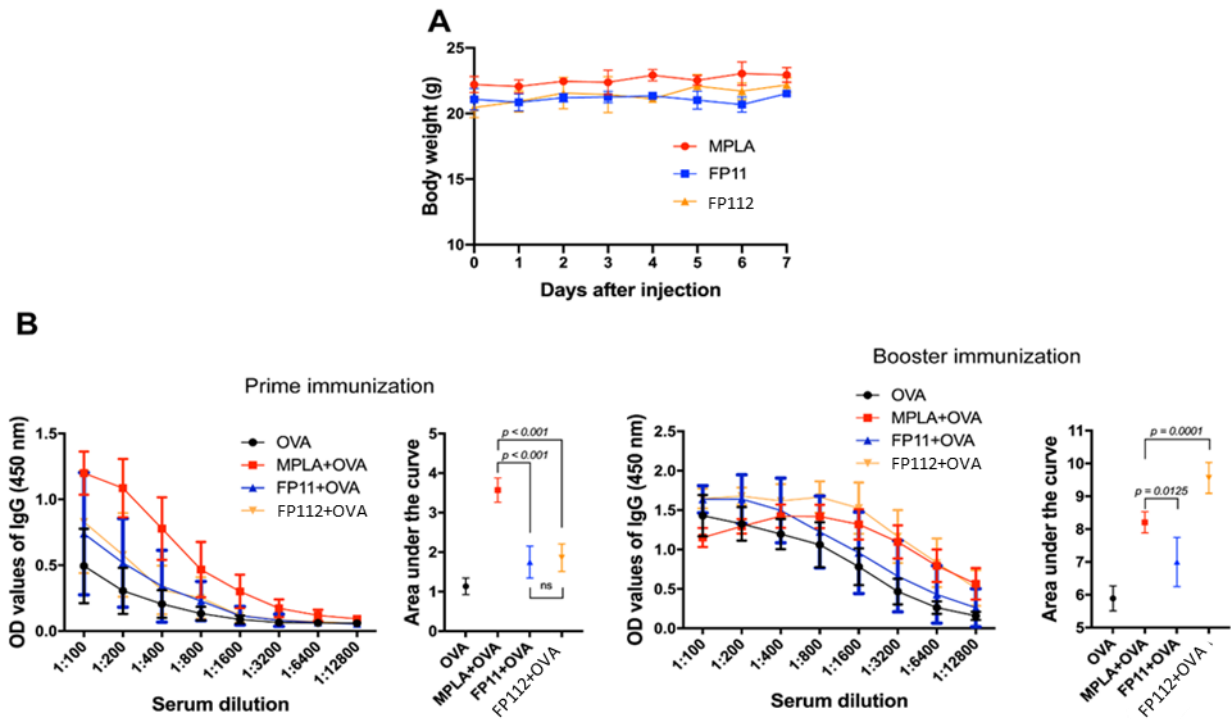 A
Body weight (g)
25
20
15
10
0 1 2 3 4 5 6 7
Days after injection
MPLA
FP11
FP112
B
Prime immunization
OD values of IgG (450 nm)
1.5
1.0
0.5
0.0
1:100 1:200 1:400 1:800 1:1600 1:3200 1:6400 1:12800
Serum dilution
OVA
MPLA+OVA
FP11+OVA
FP112+OVA
Area under the curve
5
4
3
2
1
0
p < 0.001
p < 0.001
ns
OVA MPLA+OVA FP11+OVA FP112+OVA
Booster immunization
OD values of IgG (450 nm)
2.5
2.0
1.5
1.0
0.5
0.0
1:100 1:200 1:400 1:800 1:1600 1:3200 1:6400 1:12800
Serum dilution
OVA
MPLA+OVA
FP11+OVA
FP112+OVA
Area under the curve
11
10
9
8
7
6
5
p = 0.0001
p = 0.0125
OVA MPLA+OVA FP11+OVA FP112+OVA